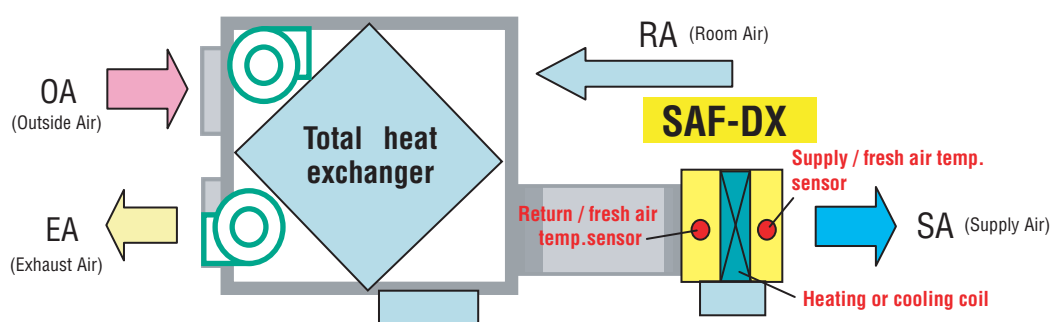 OA
(Outside Air)
EA
(Exhaust Air)
Total heat
exchanger
RA (Room Air)
SAF-DX
Supply / fresh air temp.
sensor
Return / fresh air
temp.sensor
SA (Supply Air)
Heating or cooling coil